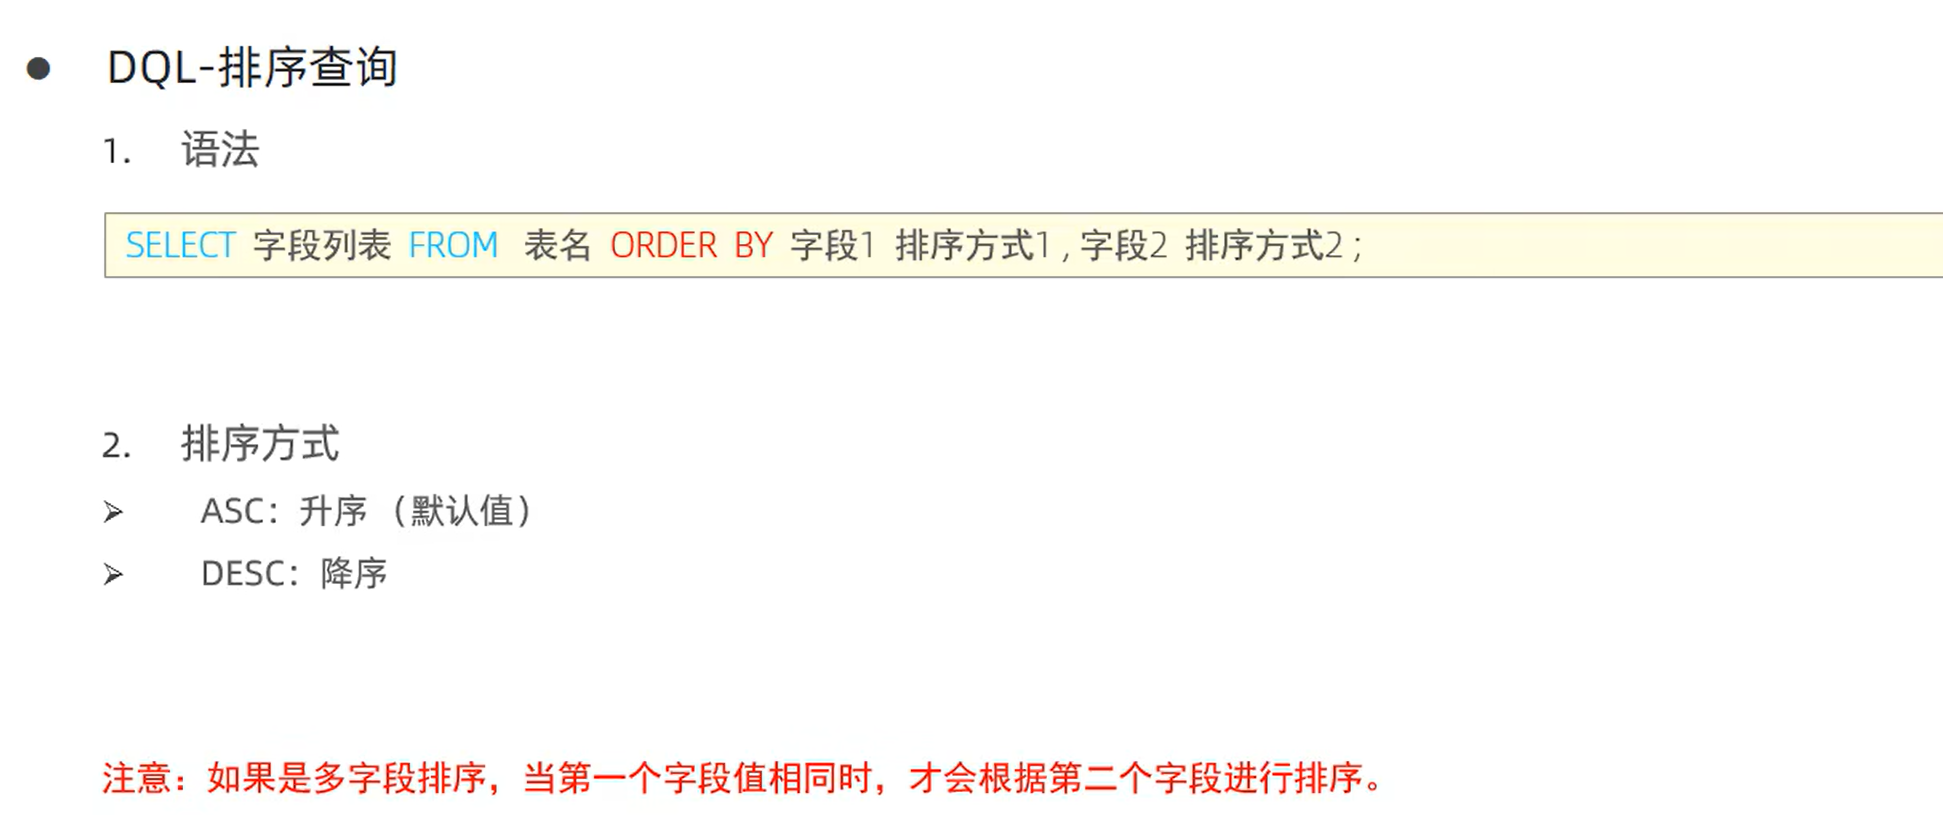 ● DQL-排序查询
1. 语法
SELECT 字段列表 FROM 表名 ORDER BY 字段1 排序方式1 , 字段2 排序方式2 ;
2. 排序方式
➢ ASC：升序（默认值）
➢ DESC：降序
注意：如果是多字段排序，当第一个字段值相同时，才会根据第二个字段进行排序。